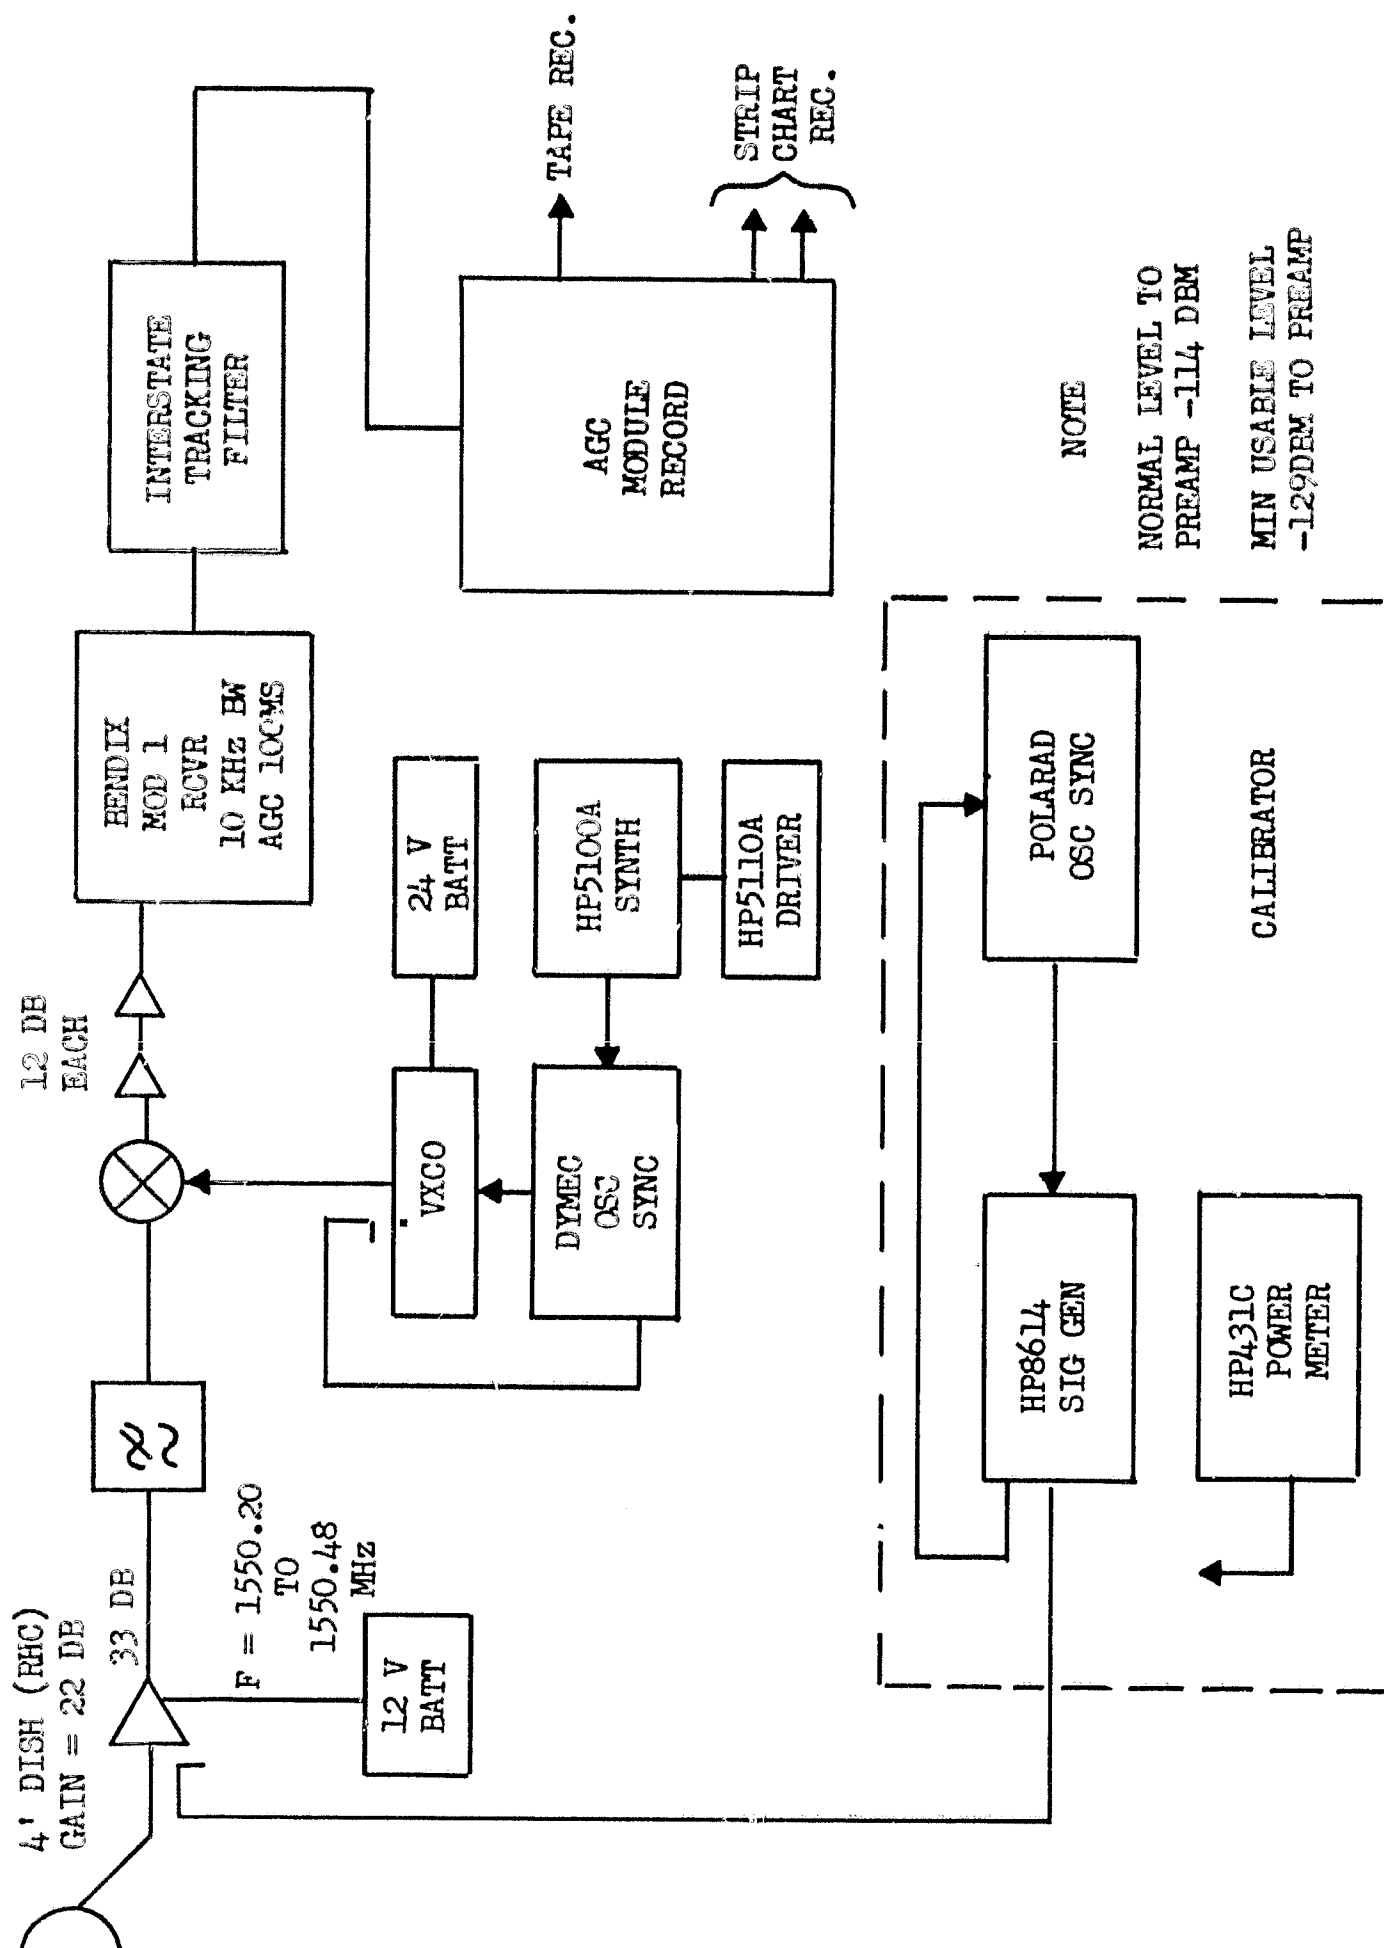 4' DISH (RHC)
GAIN = 22 DB
33 DB
F = 1550.20
TO
1550.48
MHz
12 V
BATT
12 DB
EACH
BENDIX
MOD 1
RCVR
10 KHz BW
AGC 100MS
INTERSTATE
TRACKING
FILTER
VXCO
24 V
BATT
DYMEC
OSC
SYNC
HP5100A
SYNTH
HP5110A
DRIVER
AGC
MODULE
RECORD
TAPE REC.
STRIP
CHART
REC.
HP8614
SIG GEN
POLARAD
OSC SYNC
HP431C
POWER
METER
CALIBRATOR
NOTE
NORMAL LEVEL TO
PREAMP -114 DBM
MIN USABLE LEVEL
-129DBM TO PREAMP